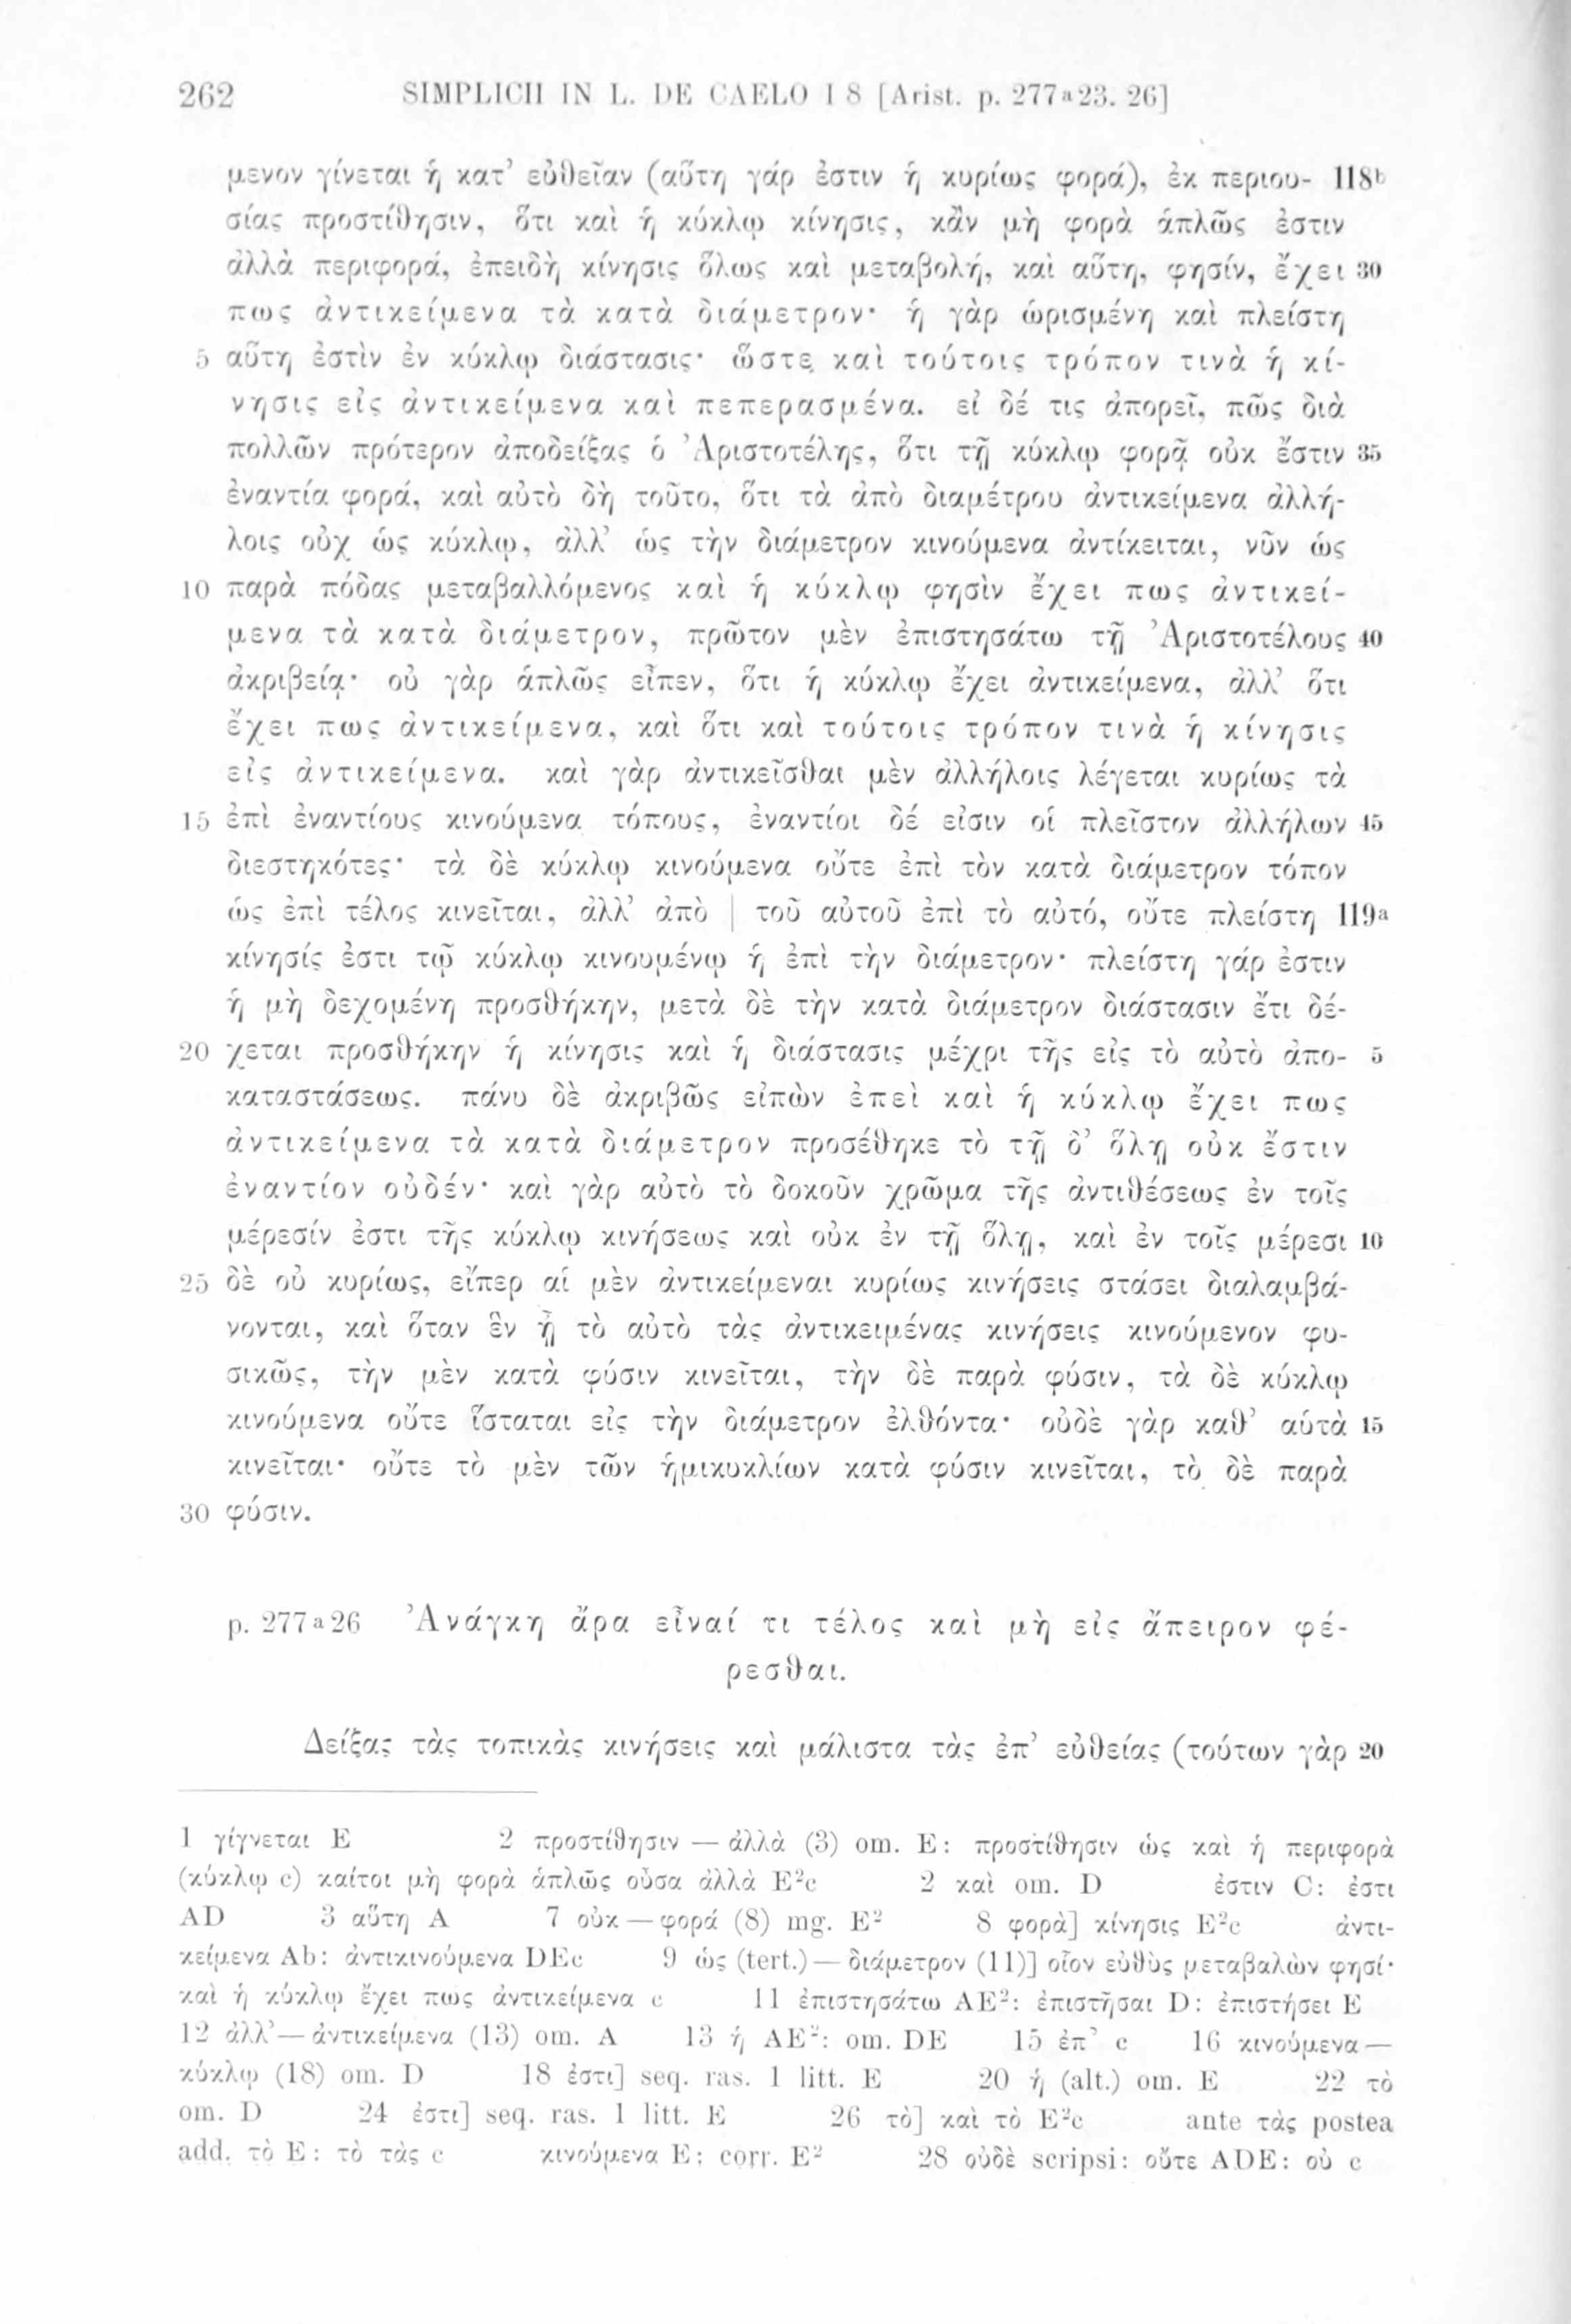 262 SIMPLICII IN L. DE CAELO I 8 [Arist. p. 277ᵃ23. 26]
μενον γίνεται ἡ κατ’ εὐθεῖαν (αὕτη γάρ ἐστιν ἡ κυρίως φορά), ἐκ περιου- 118ᵇ
σίας προστίθησιν, ὅτι καὶ ἡ κύκλῳ κίνησις, κἂν μὴ φορὰ ἁπλῶς ἐστιν
ἀλλὰ περιφορά, ἐπειδὴ κίνησις ὅλως καὶ μεταβολή, καὶ αὕτη, φησίν, ἔχει 30
πως ἀντικείμενα τὰ κατὰ διάμετρον· ἡ γὰρ ὡρισμένη καὶ πλείστη
5 αὕτη ἐστὶν ἐν κύκλῳ διάστασις· ὥστε καὶ τούτοις τρόπον τινὰ ἡ κί-
νησις εἰς ἀντικείμενα καὶ πεπερασμένα. εἰ δέ τις ἀπορεῖ, πῶς διὰ
πολλῶν πρότερον ἀποδείξας ὁ Ἀριστοτέλης, ὅτι τῇ κύκλῳ φορᾷ οὐκ ἔστιν 35
ἐναντία φορά, καὶ αὐτὸ δὴ τοῦτο, ὅτι τὰ ἀπὸ διαμέτρου ἀντικείμενα ἀλλή-
λοις οὐχ ὡς κύκλῳ, ἀλλ’ ὡς τὴν διάμετρον κινούμενα ἀντίκειται, νῦν ὡς
10 παρὰ πόδας μεταβαλλόμενος καὶ ἡ κύκλῳ φησὶν ἔχει πως ἀντικεί-
μενα τὰ κατὰ διάμετρον, πρῶτον μὲν ἐπιστησάτω τῇ Ἀριστοτέλους 40
ἀκριβείᾳ· οὐ γὰρ ἁπλῶς εἶπεν, ὅτι ἡ κύκλῳ ἔχει ἀντικείμενα, ἀλλ’ ὅτι
ἔχει πως ἀντικείμενα, καὶ ὅτι καὶ τούτοις τρόπον τινὰ ἡ κίνησις
εἰς ἀντικείμενα. καὶ γὰρ ἀντικεῖσθαι μὲν ἀλλήλοις λέγεται κυρίως τὰ
15 ἐπὶ ἐναντίους κινούμενα τόπους, ἐναντίοι δέ εἰσιν οἱ πλεῖστον ἀλλήλων 45
διεστηκότες· τὰ δὲ κύκλῳ κινούμενα οὔτε ἐπὶ τὸν κατὰ διάμετρον τόπον
ὡς ἐπὶ τέλος κινεῖται, ἀλλ’ ἀπὸ | τοῦ αὐτοῦ ἐπὶ τὸ αὐτό, οὔτε πλείστη 119ᵃ
κίνησίς ἐστι τῷ κύκλῳ κινουμένῳ ἡ ἐπὶ τὴν διάμετρον· πλείστη γάρ ἐστιν
ἡ μὴ δεχομένη προσθήκην, μετὰ δὲ τὴν κατὰ διάμετρον διάστασιν ἔτι δέ-
20 χεται προσθήκην ἡ κίνησις καὶ ἡ διάστασις μέχρι τῆς εἰς τὸ αὐτὸ ἀπο- 5
καταστάσεως. πάνυ δὲ ἀκριβῶς εἰπὼν ἐπεὶ καὶ ἡ κύκλῳ ἔχει πως
ἀντικείμενα τὰ κατὰ διάμετρον προσέθηκε τὸ τῇ δ’ ὅλῃ οὐκ ἔστιν
ἐναντίον οὐδέν· καὶ γὰρ αὐτὸ τὸ δοκοῦν χρῶμα τῆς ἀντιθέσεως ἐν τοῖς
μέρεσίν ἐστι τῆς κύκλῳ κινήσεως καὶ οὐκ ἐν τῇ ὅλῃ, καὶ ἐν τοῖς μέρεσι 10
25 δὲ οὐ κυρίως, εἴπερ αἱ μὲν ἀντικείμεναι κυρίως κινήσεις στάσει διαλαμβά-
νονται, καὶ ὅταν ἓν ᾖ τὸ αὐτὸ τὰς ἀντικειμένας κινήσεις κινούμενον φυ-
σικῶς, τὴν μὲν κατὰ φύσιν κινεῖται, τὴν δὲ παρὰ φύσιν, τὰ δὲ κύκλῳ
κινούμενα οὔτε ἵσταται εἰς τὴν διάμετρον ἐλθόντα· οὐδὲ γὰρ καθ’ αὑτὰ 15
κινεῖται· οὔτε τὸ μὲν τῶν ἡμικυκλίων κατὰ φύσιν κινεῖται, τὸ δὲ παρὰ
30 φύσιν.
p. 277ᵃ26 Ἀνάγκη ἄρα εἶναί τι τέλος καὶ μὴ εἰς ἄπειρον φέ-
ρεσθαι.
Δείξας τὰς τοπικὰς κινήσεις καὶ μάλιστα τὰς ἐπ’ εὐθείας (τούτων γὰρ 20
1 γίγνεται E 2 προστίθησιν — ἀλλὰ (3) om. E: προστίθησιν ὡς καὶ ἡ περιφορὰ
(κύκλῳ c) καίτοι μὴ φορὰ ἁπλῶς οὖσα ἀλλὰ E²c 2 καὶ om. D ἐστιν C: ἐστι
AD 3 αὕτη A 7 οὐκ — φορά (8) mg. E² 8 φορὰ] κίνησις E²c ἀντι-
κείμενα Ab: ἀντικινούμενα DEc 9 ὡς (tert.) — διάμετρον (11)] οἷον εὐθὺς μεταβαλὼν φησί·
καὶ ἡ κύκλῳ ἔχει πως ἀντικείμενα c 11 ἐπιστησάτω AE²: ἐπιστῆσαι D: ἐπιστήσει E
12 ἀλλ’ — ἀντικείμενα (13) om. A 13 ἡ AE²: om. DE 15 ἐπ’ c 16 κινούμενα —
κύκλῳ (18) om. D 18 ἐστι] seq. ras. 1 litt. E 20 ἡ (alt.) om. E 22 τὸ
om. D 24 ἐστι] seq. ras. 1 litt. E 26 τὸ] καὶ τὸ E²c ante τὰς postea
add. τὸ E: τὸ τὰς c κινούμενα E: corr. E² 28 οὐδὲ scripsi: οὔτε ADE: οὐ c